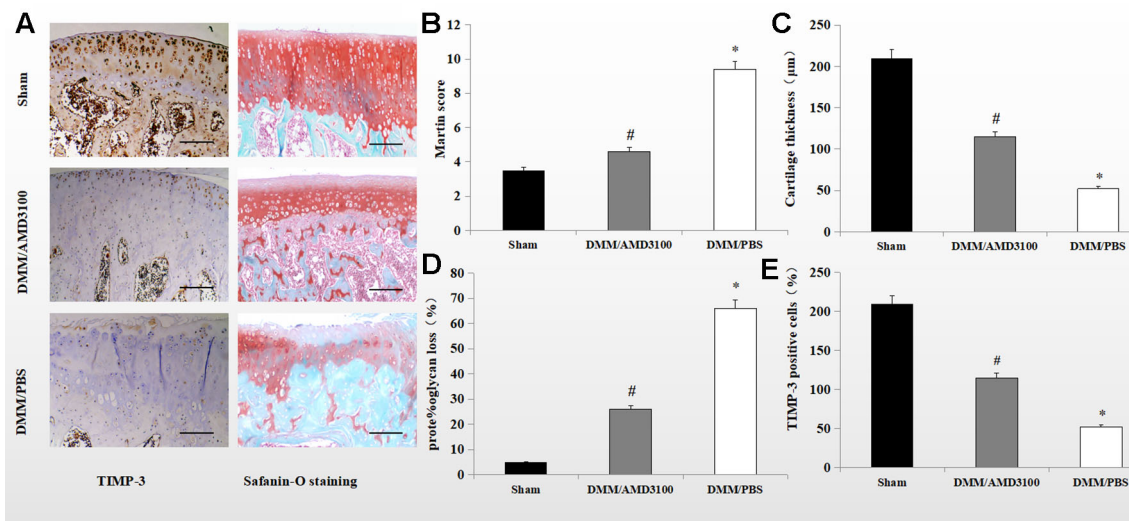 A
Sham
DMM/AMD3100
DMM/PBS
TIMP-3
Safanin-O staining
B
Martin score
12
10
8
6
4
2
0
#
*
Sham
DMM/AMD3100
DMM/PBS
C
Cartilage thickness（μm）
250
200
150
100
50
0
#
*
Sham
DMM/AMD3100
DMM/PBS
D
prote%oglycan loss（%）
80
70
60
50
40
30
20
10
0
#
*
Sham
DMM/AMD3100
DMM/PBS
E
TIMP-3 positive cells（%）
250
200
150
100
50
0
#
*
Sham
DMM/AMD3100
DMM/PBS